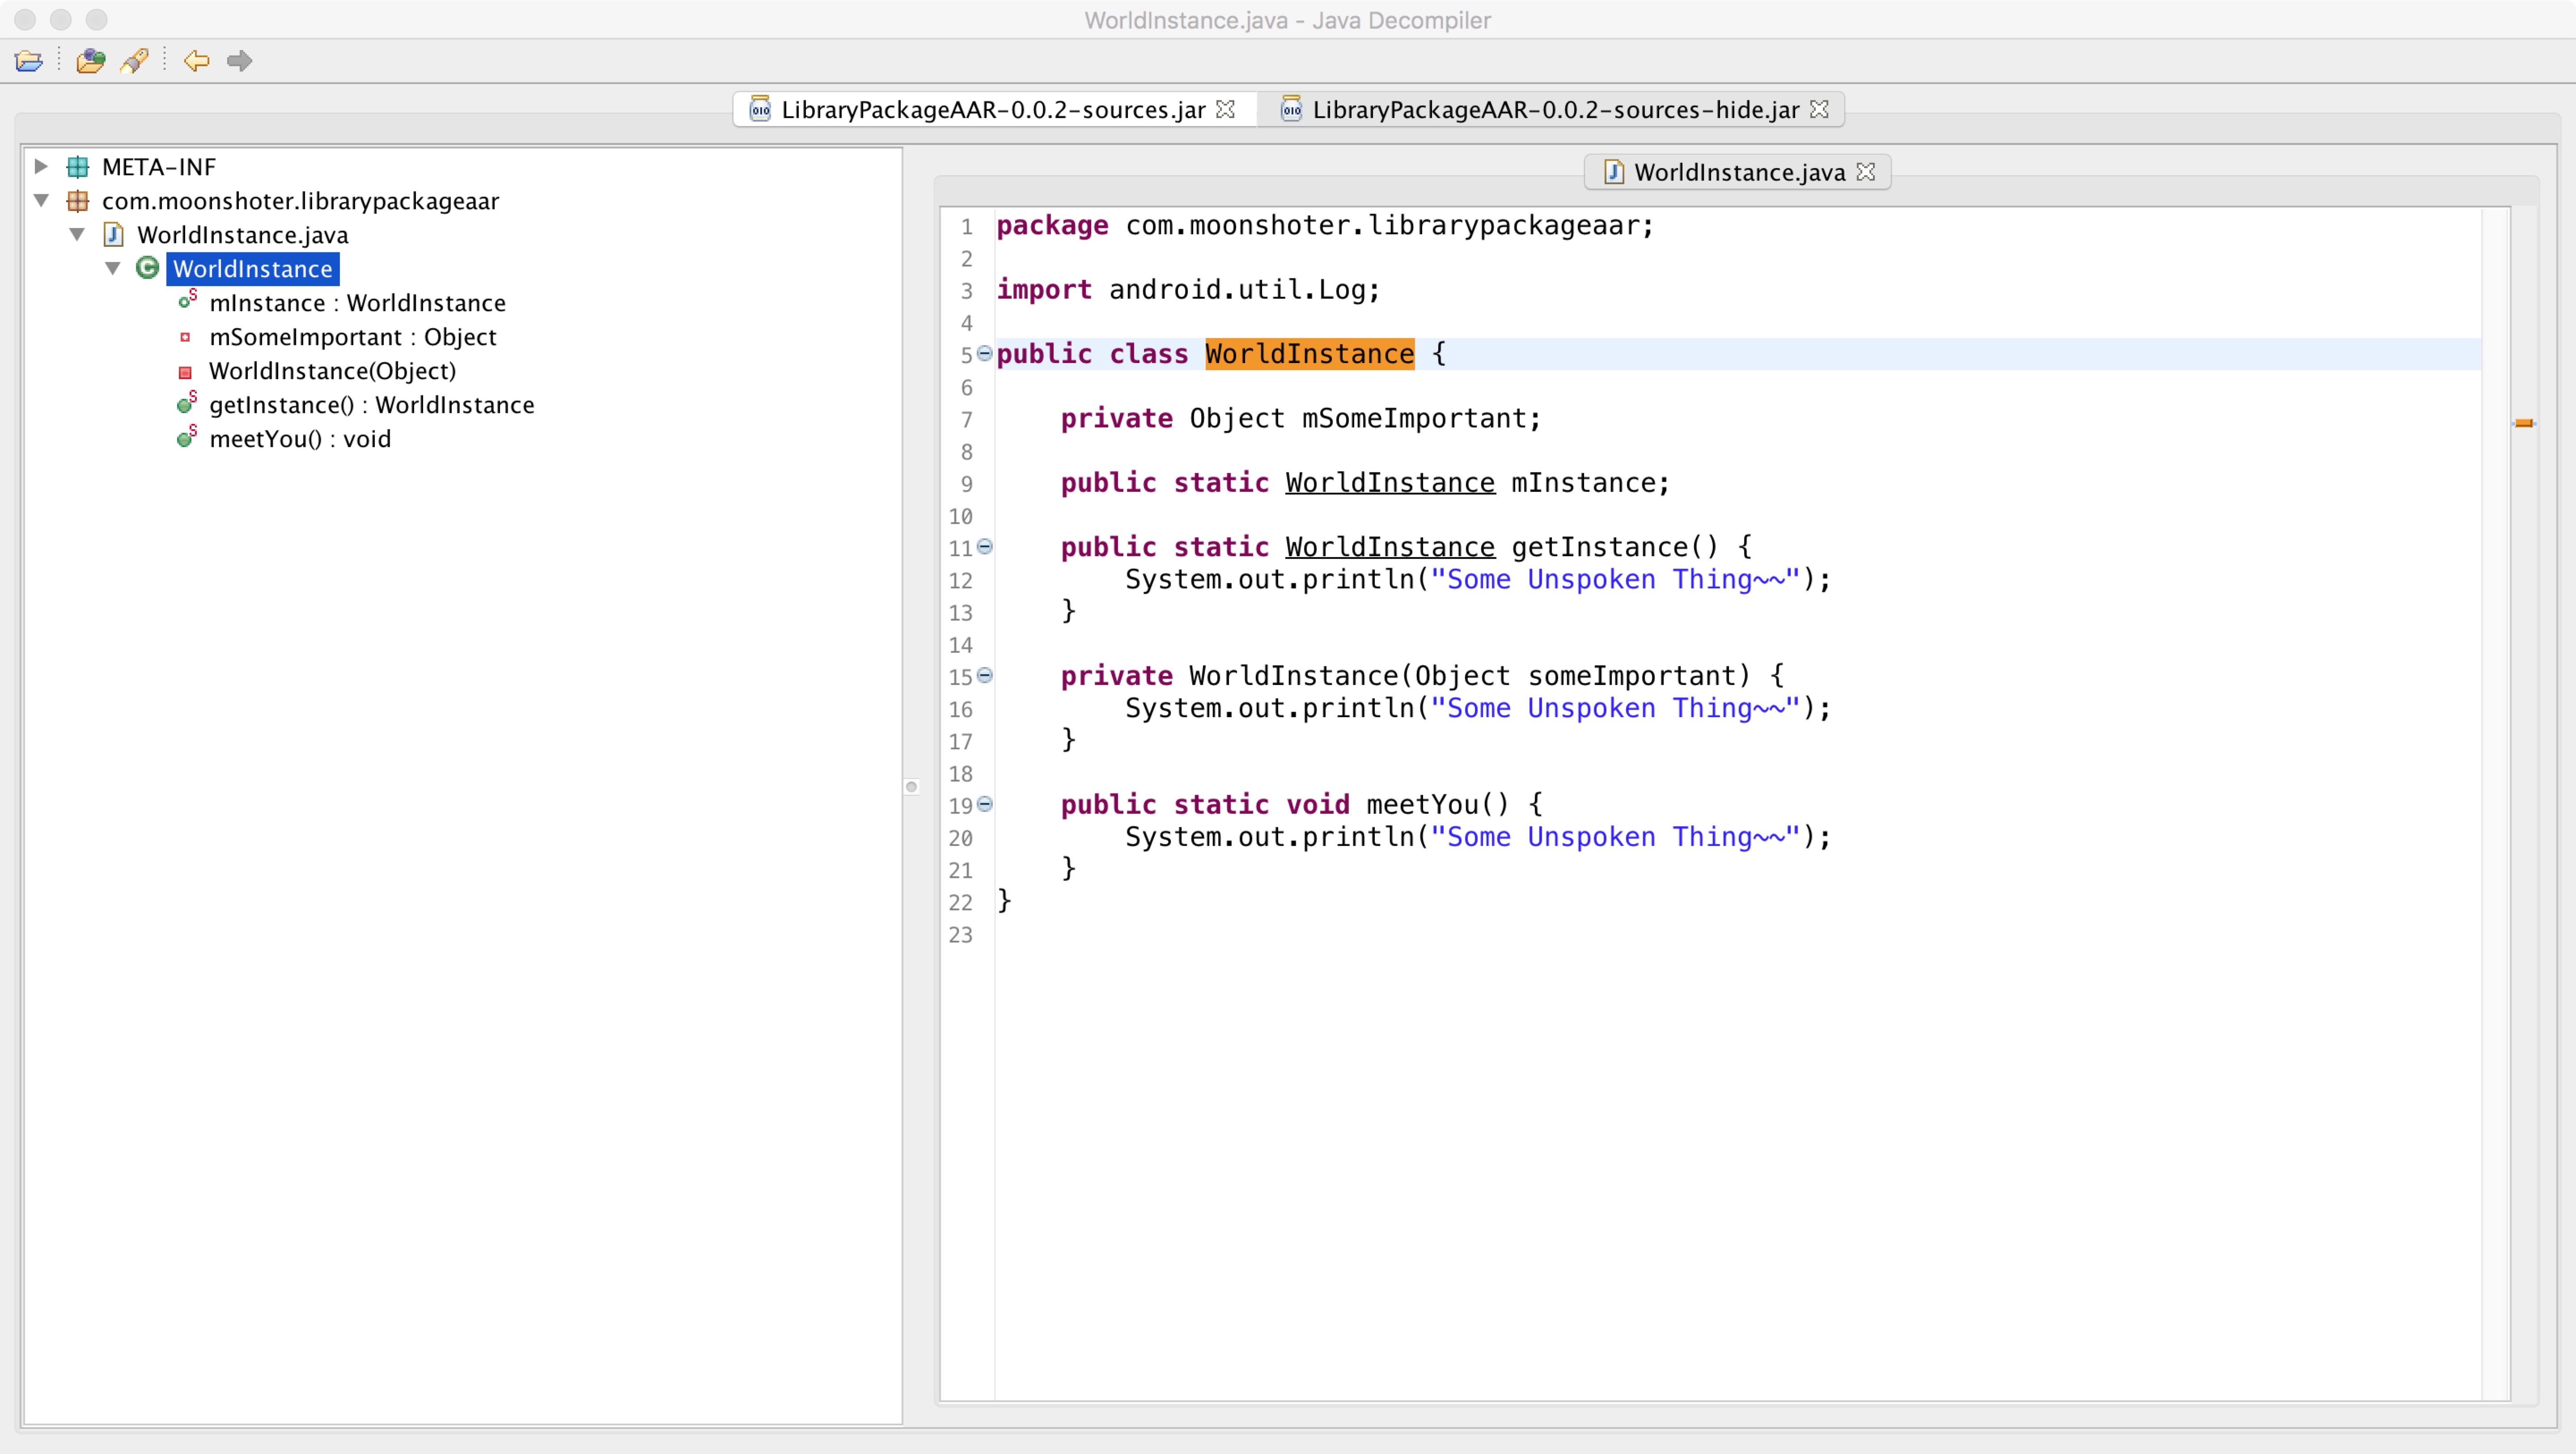 WorldInstance.java - Java Decompiler
LibraryPackageAAR-0.0.2-sources.jar
LibraryPackageAAR-0.0.2-sources-hide.jar
META-INF
com.moonshoter.librarypackageaar
WorldInstance.java
WorldInstance
mInstance : WorldInstance
mSomeImportant : Object
WorldInstance(Object)
getInstance() : WorldInstance
meetYou() : void
WorldInstance.java
1 package com.moonshoter.librarypackageaar;
2
3 import android.util.Log;
4
5 public class WorldInstance {
6
7     private Object mSomeImportant;
8
9     public static WorldInstance mInstance;
10
11     public static WorldInstance getInstance() {
12         System.out.println("Some Unspoken Thing~~");
13     }
14
15     private WorldInstance(Object someImportant) {
16         System.out.println("Some Unspoken Thing~~");
17     }
18
19     public static void meetYou() {
20         System.out.println("Some Unspoken Thing~~");
21     }
22 }
23